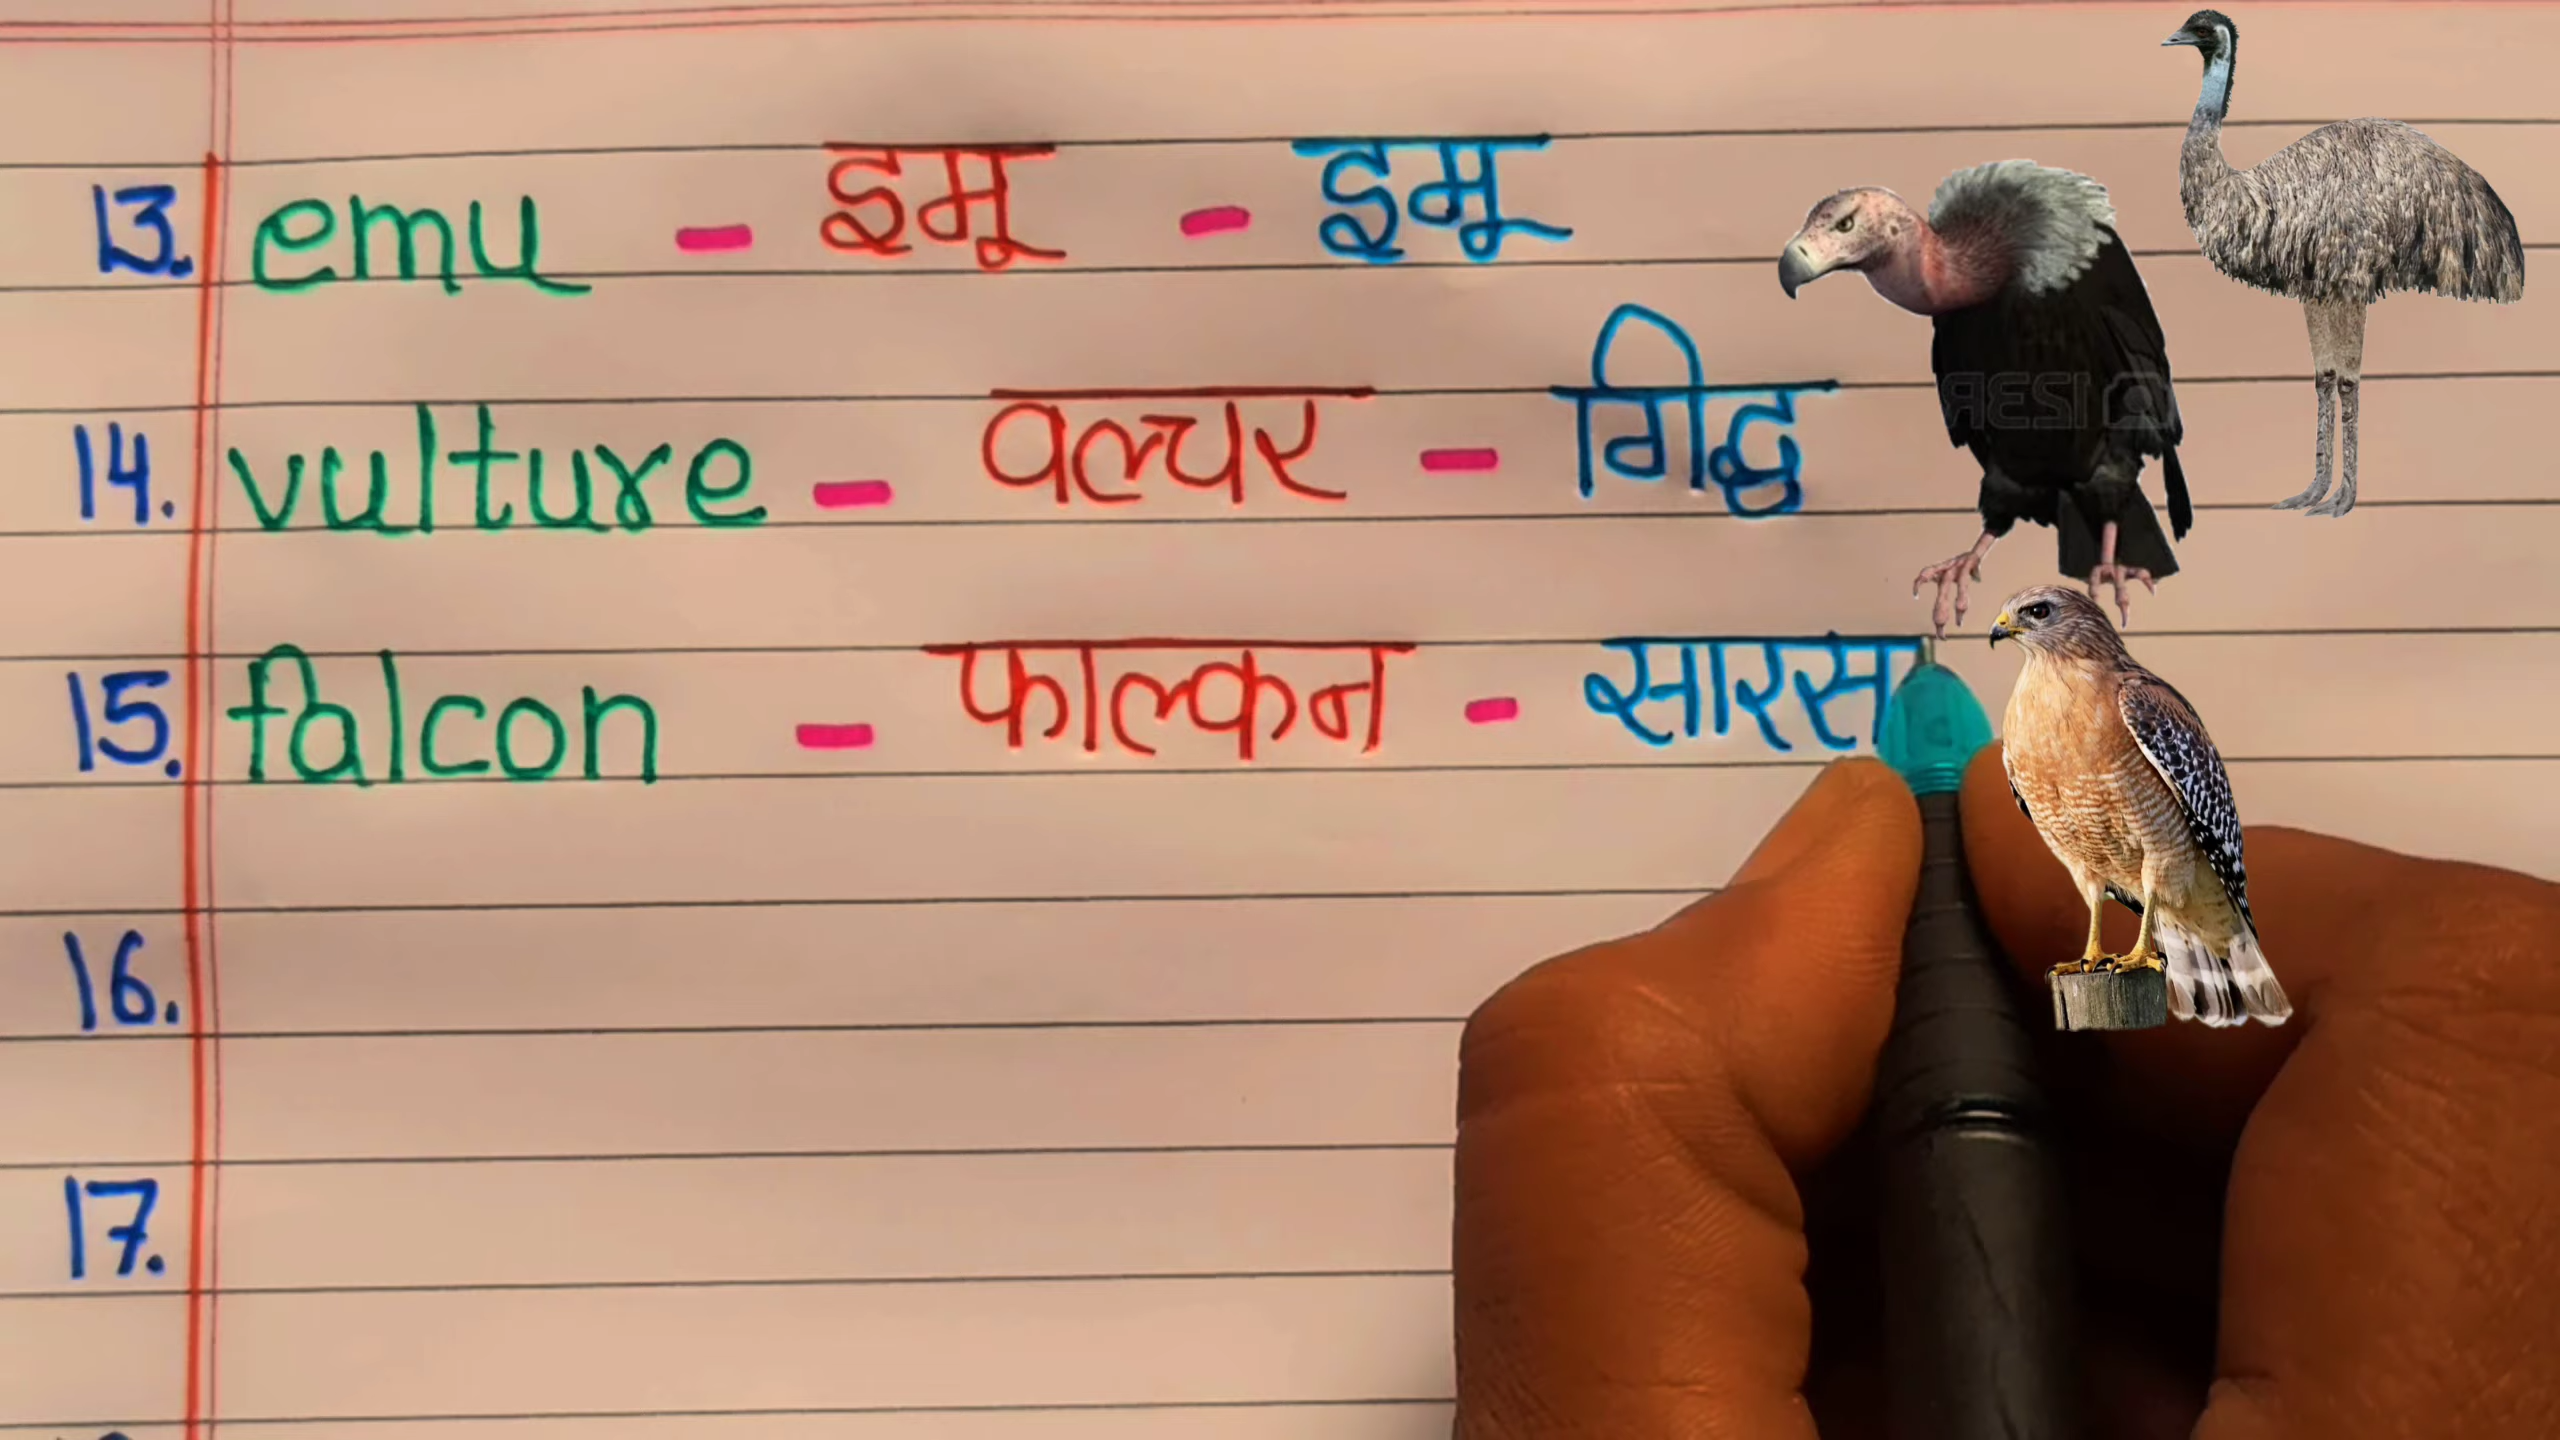 13. emu - इमू - इमू
14. vulture - वल्चर - गिद्ध
15. falcon - फाल्कन - सारस
16.
17.